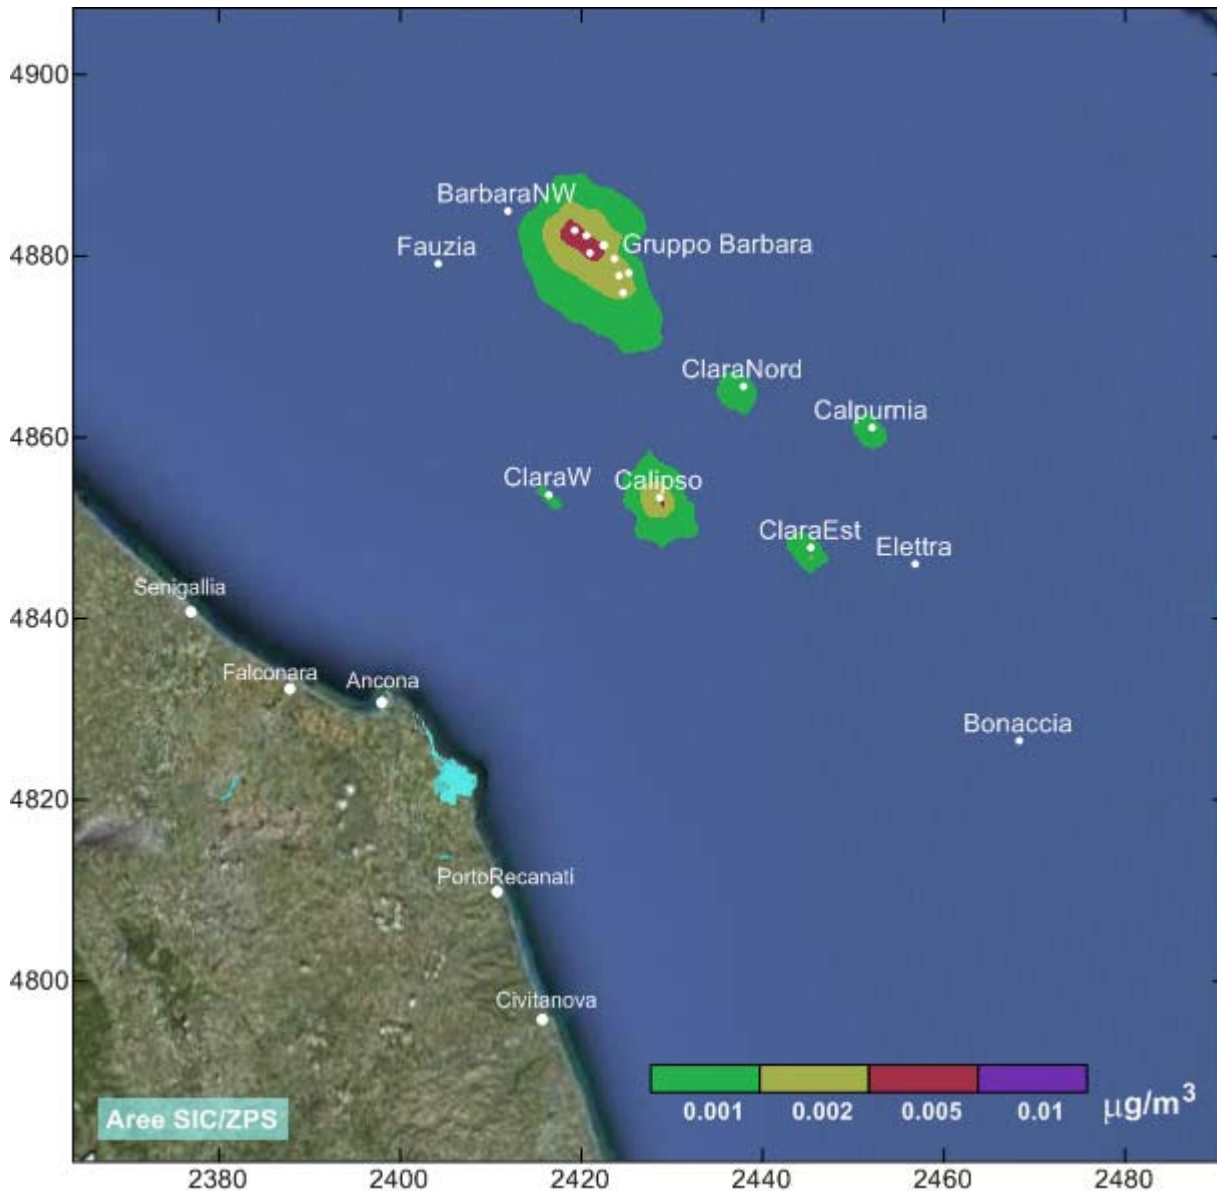 4900
BarbaraNW
Fauzia
Gruppo Barbara
4880
ClaraNord
Calpurnia
4860
ClaraW
Calipso
ClaraEst
Elettra
Senigallia
4840
Falconara
Ancona
Bonaccia
4820
PortoRecanati
4800
Civitanova
0.001 0.002 0.005 0.01 µg/m³
Aree SIC/ZPS
2380 2400 2420 2440 2460 2480